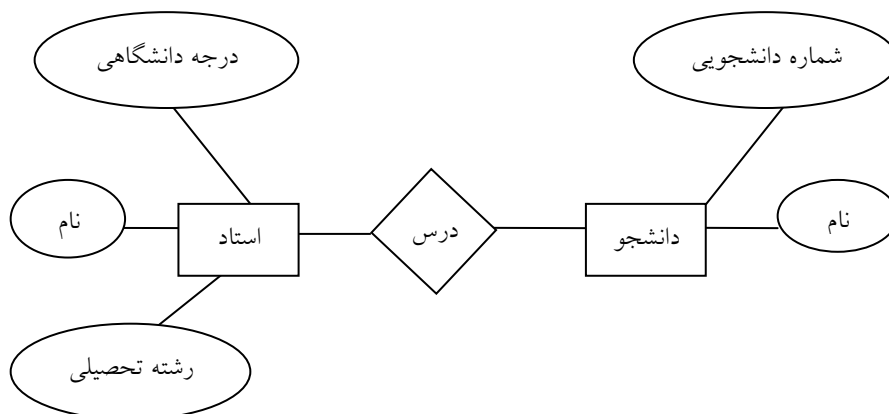 شماره دانشجویی
درجه دانشگاهی
نام
دانشجو
درس
استاد
نام
رشته تحصیلی